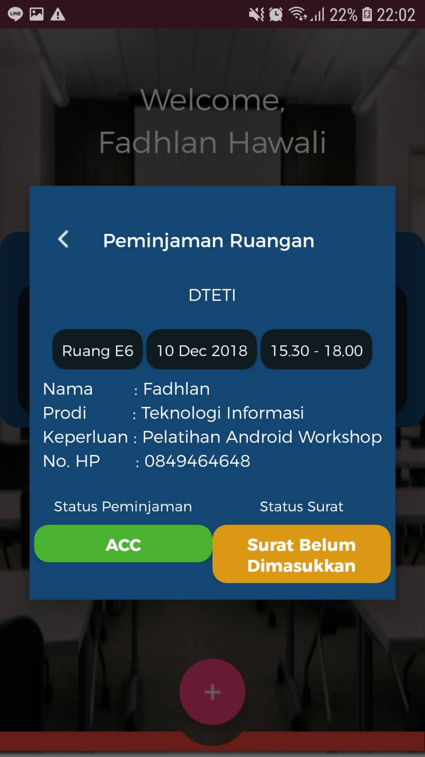 LINE 22% 22:02
Welcome,
Fadhlan Hawali
Peminjaman Ruangan
DTETI
Ruang E6 10 Dec 2018 15.30 - 18.00
Nama : Fadhlan
Prodi : Teknologi Informasi
Keperluan : Pelatihan Android Workshop
No. HP : 0849464648
Status Peminjaman Status Surat
ACC Surat Belum
Dimasukkan
+